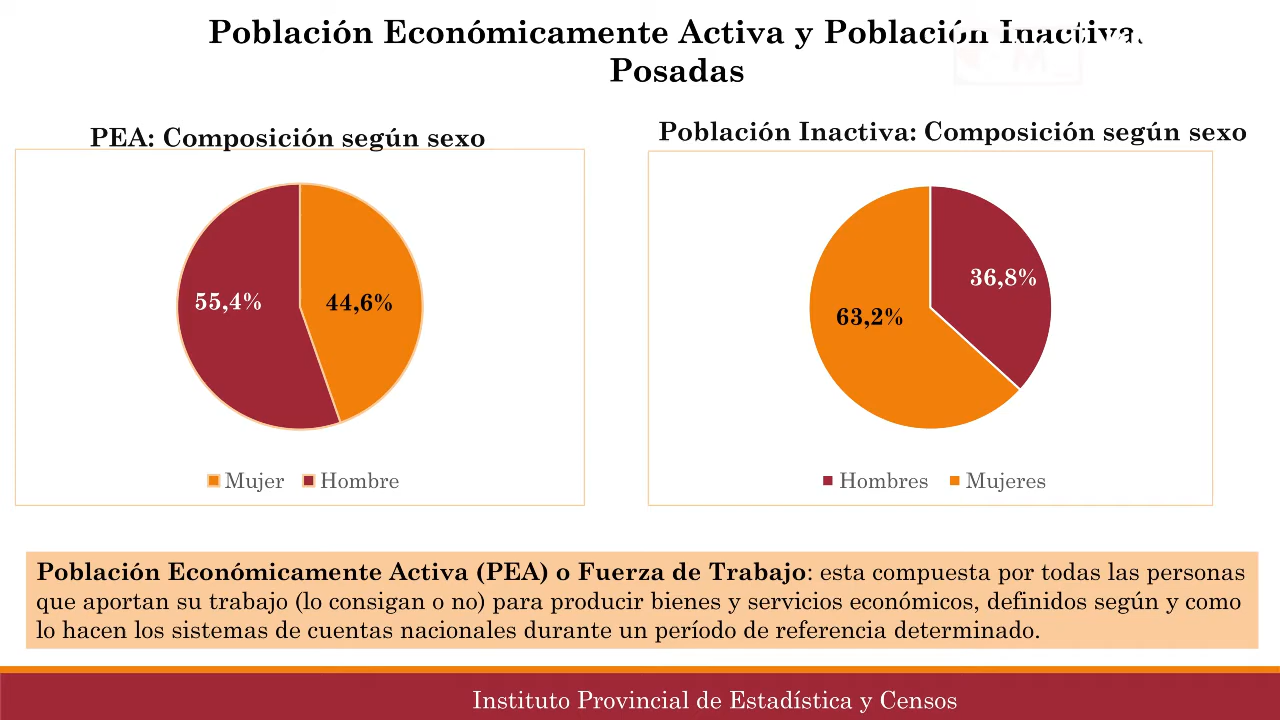 Población Económicamente Activa y Población Inactiva.
Posadas
PEA: Composición según sexo
55,4%
44,6%
Mujer
Hombre
Población Inactiva: Composición según sexo
36,8%
63,2%
Hombres
Mujeres
Población Económicamente Activa (PEA) o Fuerza de Trabajo: esta compuesta por todas las personas
que aportan su trabajo (lo consigan o no) para producir bienes y servicios económicos, definidos según y como
lo hacen los sistemas de cuentas nacionales durante un período de referencia determinado.
Instituto Provincial de Estadística y Censos